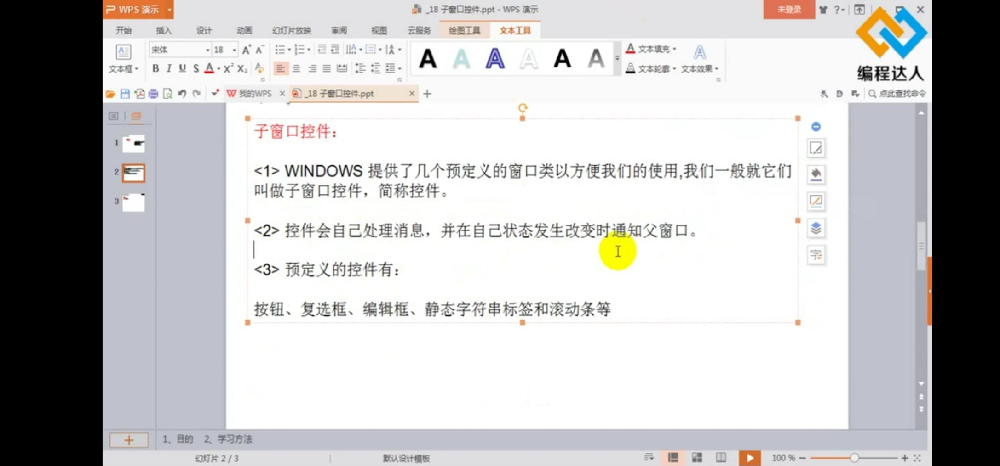 WPS 演示
_18 子窗口控件.ppt - WPS 演示
未登录
开始 插入 设计 动画 幻灯片放映 审阅 视图 云服务 绘图工具 文本工具
编程达人
宋体 18
文本框
B I U S A X² X₂
A A A A A A
文本填充
文本轮廓 文本效果
我的WPS _18 子窗口控件.ppt
点此查找命令
子窗口控件：
<1> WINDOWS 提供了几个预定义的窗口类以方便我们的使用,我们一般就它们
叫做子窗口控件，简称控件。
<2> 控件会自己处理消息，并在自己状态发生改变时通知父窗口。
<3> 预定义的控件有：
按钮、复选框、编辑框、静态字符串标签和滚动条等
1
2
3
字
1、目的 2、学习方法
幻灯片 2 / 3 默认设计模板 100 %